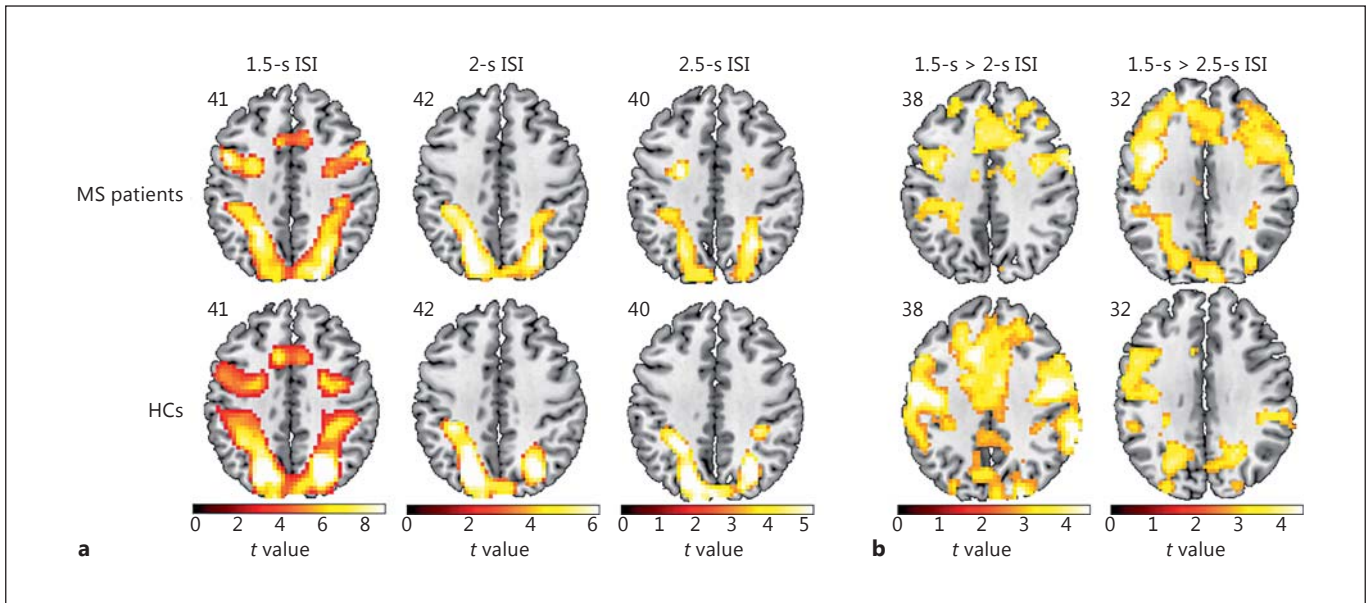 1.5-s ISI 2-s ISI 2.5-s ISI 1.5-s > 2-s ISI 1.5-s > 2.5-s ISI
41 42 40 38 32
MS patients
41 42 40 38 32
HCs
0 2 4 6 8 0 2 4 6 0 1 2 3 4 5 0 1 2 3 4 0 1 2 3 4
a t value t value t value b t value t value